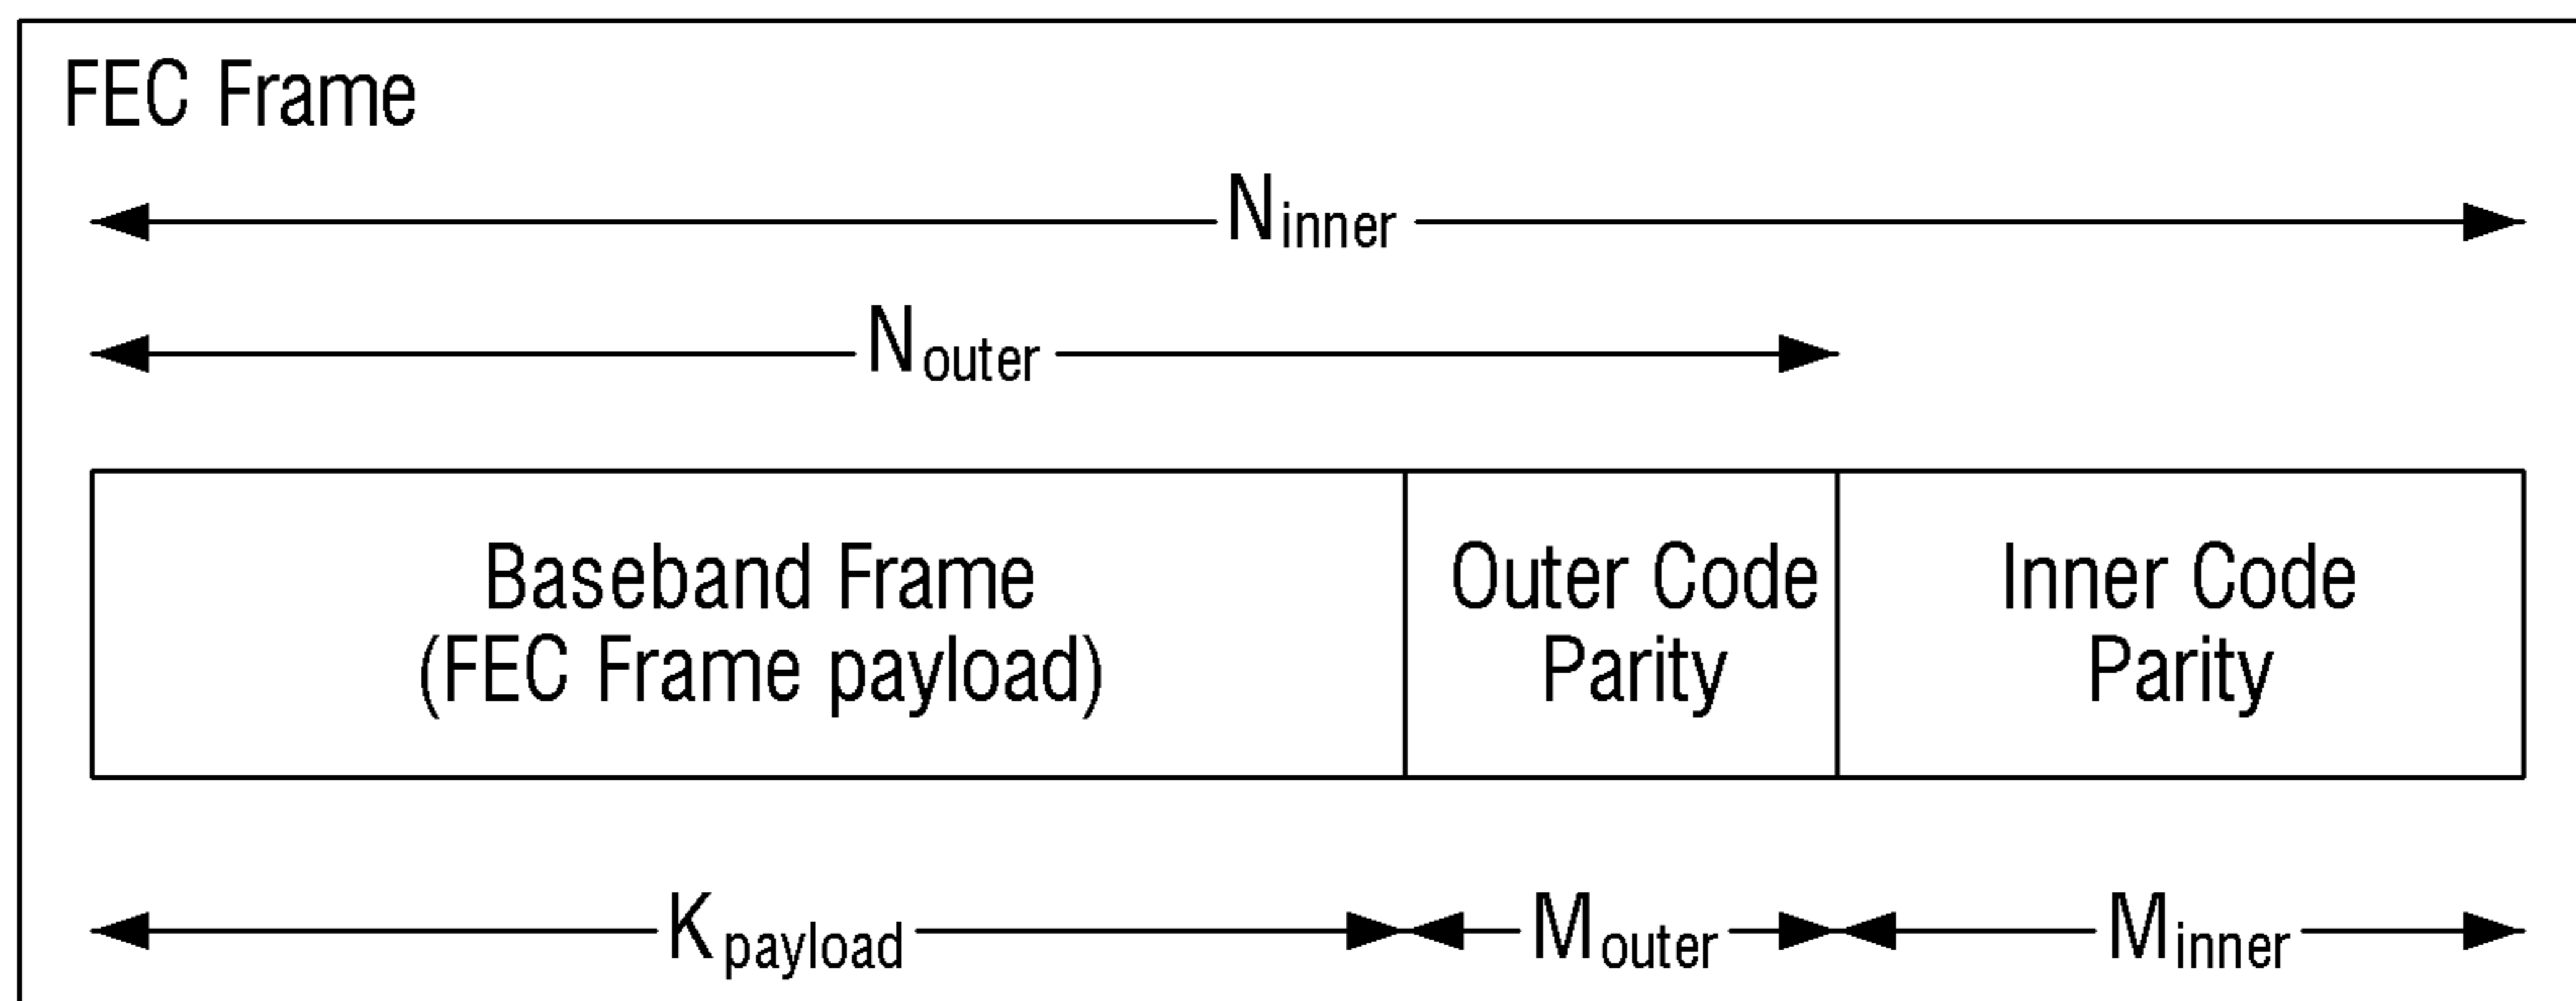 FEC Frame
Ninner
Nouter
Baseband Frame
(FEC Frame payload)
Outer Code
Parity
Inner Code
Parity
Kpayload
Mouter
Minner